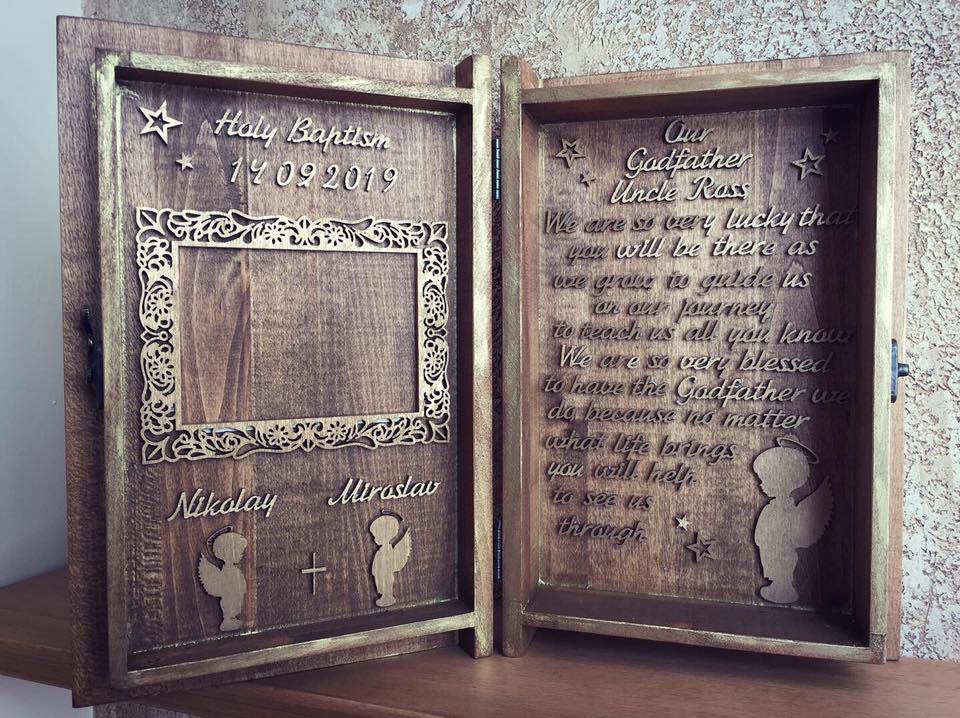 Holy Baptism
14 09 2019
Nikolay Miroslav
Our
Godfather
Uncle Ross,
We are so very lucky that
you will be there as
we grow to guide us
on our journey
to teach us all you know
We are so very blessed
to have the Godfather we
do because no matter
what life brings
you will help
to see us
through